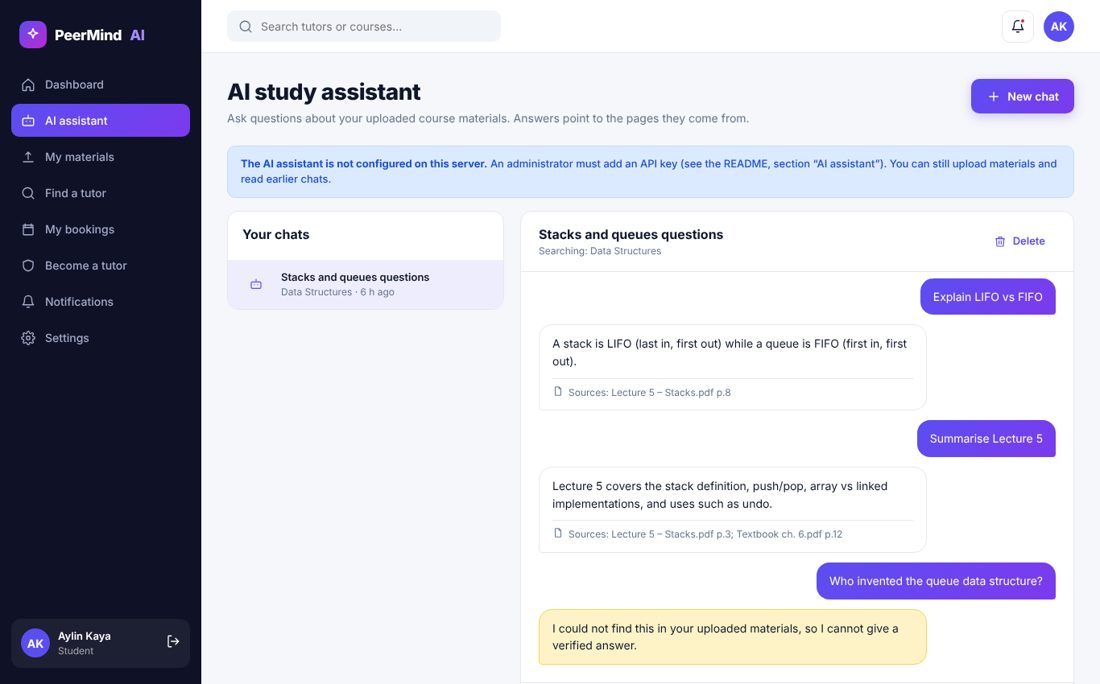 PeerMind AI
Search tutors or courses...
AK
Dashboard
AI assistant
My materials
Find a tutor
My bookings
Become a tutor
Notifications
Settings
AK
Aylin Kaya
Student
AI study assistant
Ask questions about your uploaded course materials. Answers point to the pages they come from.
New chat
The AI assistant is not configured on this server. An administrator must add an API key (see the README, section “AI assistant”). You can still upload materials and
read earlier chats.
Your chats
Stacks and queues questions
Data Structures · 6 h ago
Stacks and queues questions
Searching: Data Structures
Delete
Explain LIFO vs FIFO
A stack is LIFO (last in, first out) while a queue is FIFO (first in, first
out).
Sources: Lecture 5 – Stacks.pdf p.8
Summarise Lecture 5
Lecture 5 covers the stack definition, push/pop, array vs linked
implementations, and uses such as undo.
Sources: Lecture 5 – Stacks.pdf p.3; Textbook ch. 6.pdf p.12
Who invented the queue data structure?
I could not find this in your uploaded materials, so I cannot give a
verified answer.